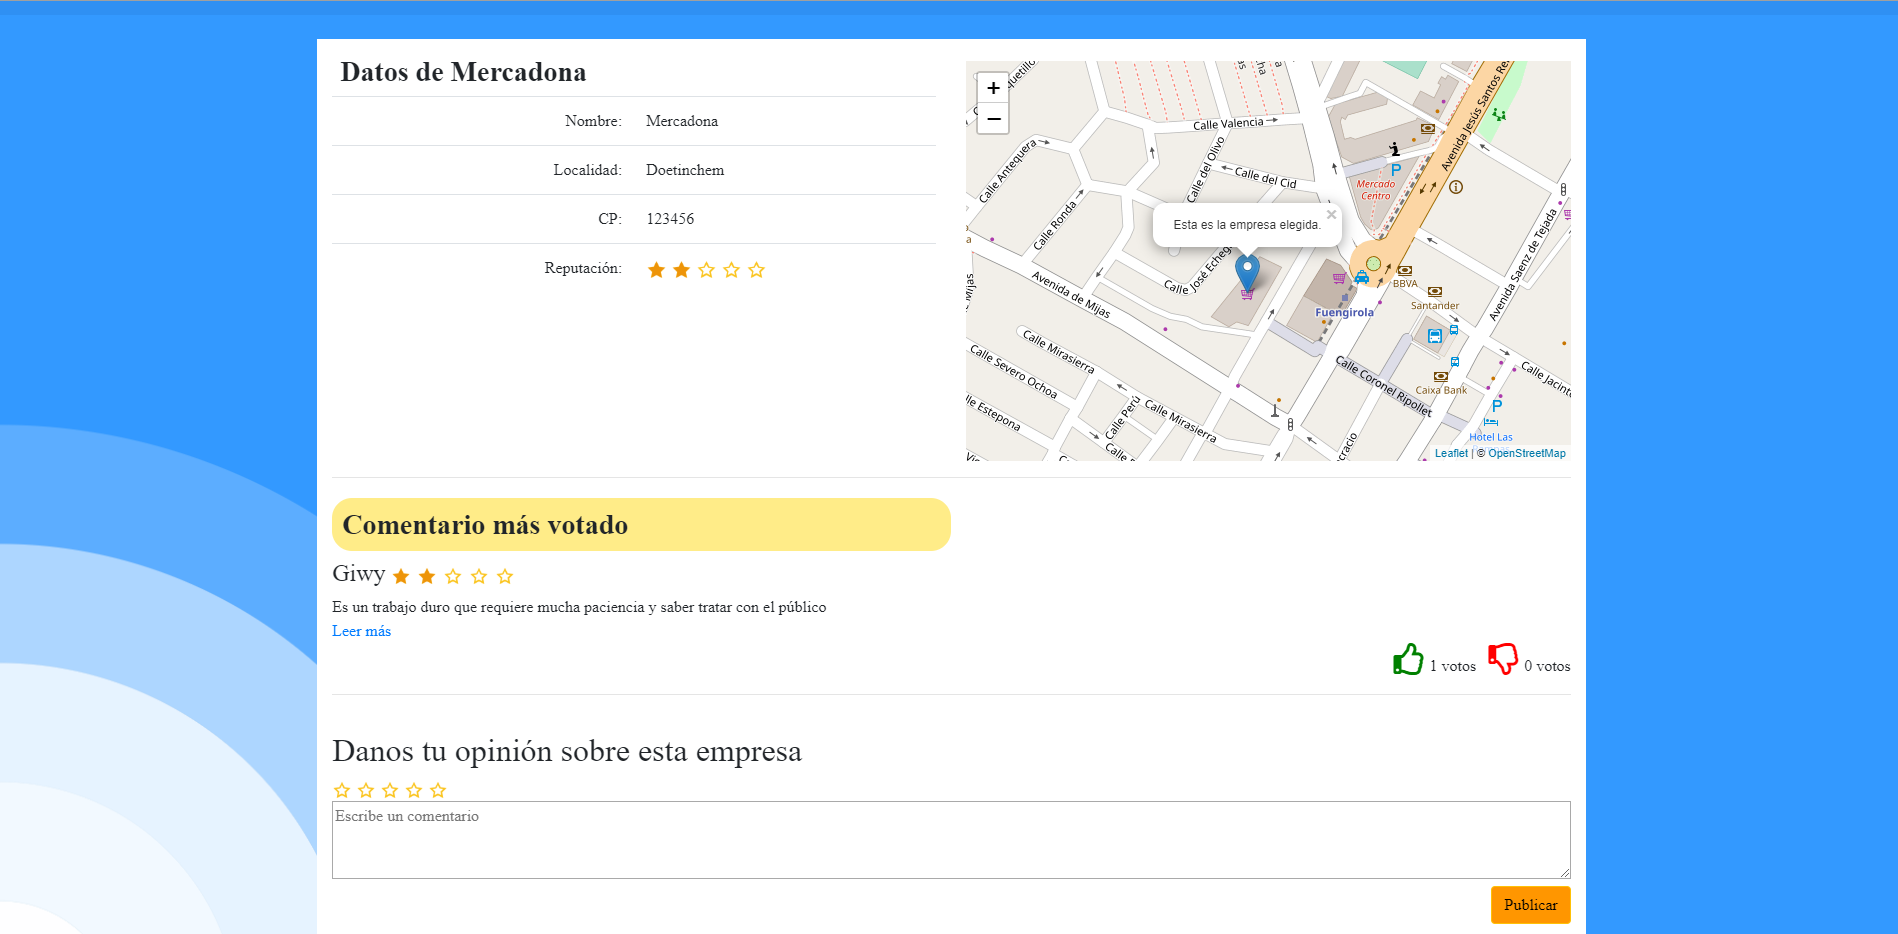 Datos de Mercadona
Nombre: Mercadona
Localidad: Doetinchem
CP: 123456
Reputación:
+
−
Calle Valencia
Calle Antequera
Calle del Olivo
Calle del Cid
Calle Ronda
Avenida Jesús Santos Re
Mercado
Centro
Esta es la empresa elegida.
×
Calle José Echeg
Avenida de Mijas
Avenida Saenz de Tejada
BBVA
Santander
Fuengirola
Calle Mirasierra
Calle Severo Ochoa
Calle Coronel Ripollet
Calle Jacint
Caixa Bank
Calle Perú
Calle Mirasierra
lle Estepona
P
P
Hotel Las
Leaflet | © OpenStreetMap
Comentario más votado
Giwy
Es un trabajo duro que requiere mucha paciencia y saber tratar con el público
Leer más
1 votos 0 votos
Danos tu opinión sobre esta empresa
Escribe un comentario
Publicar